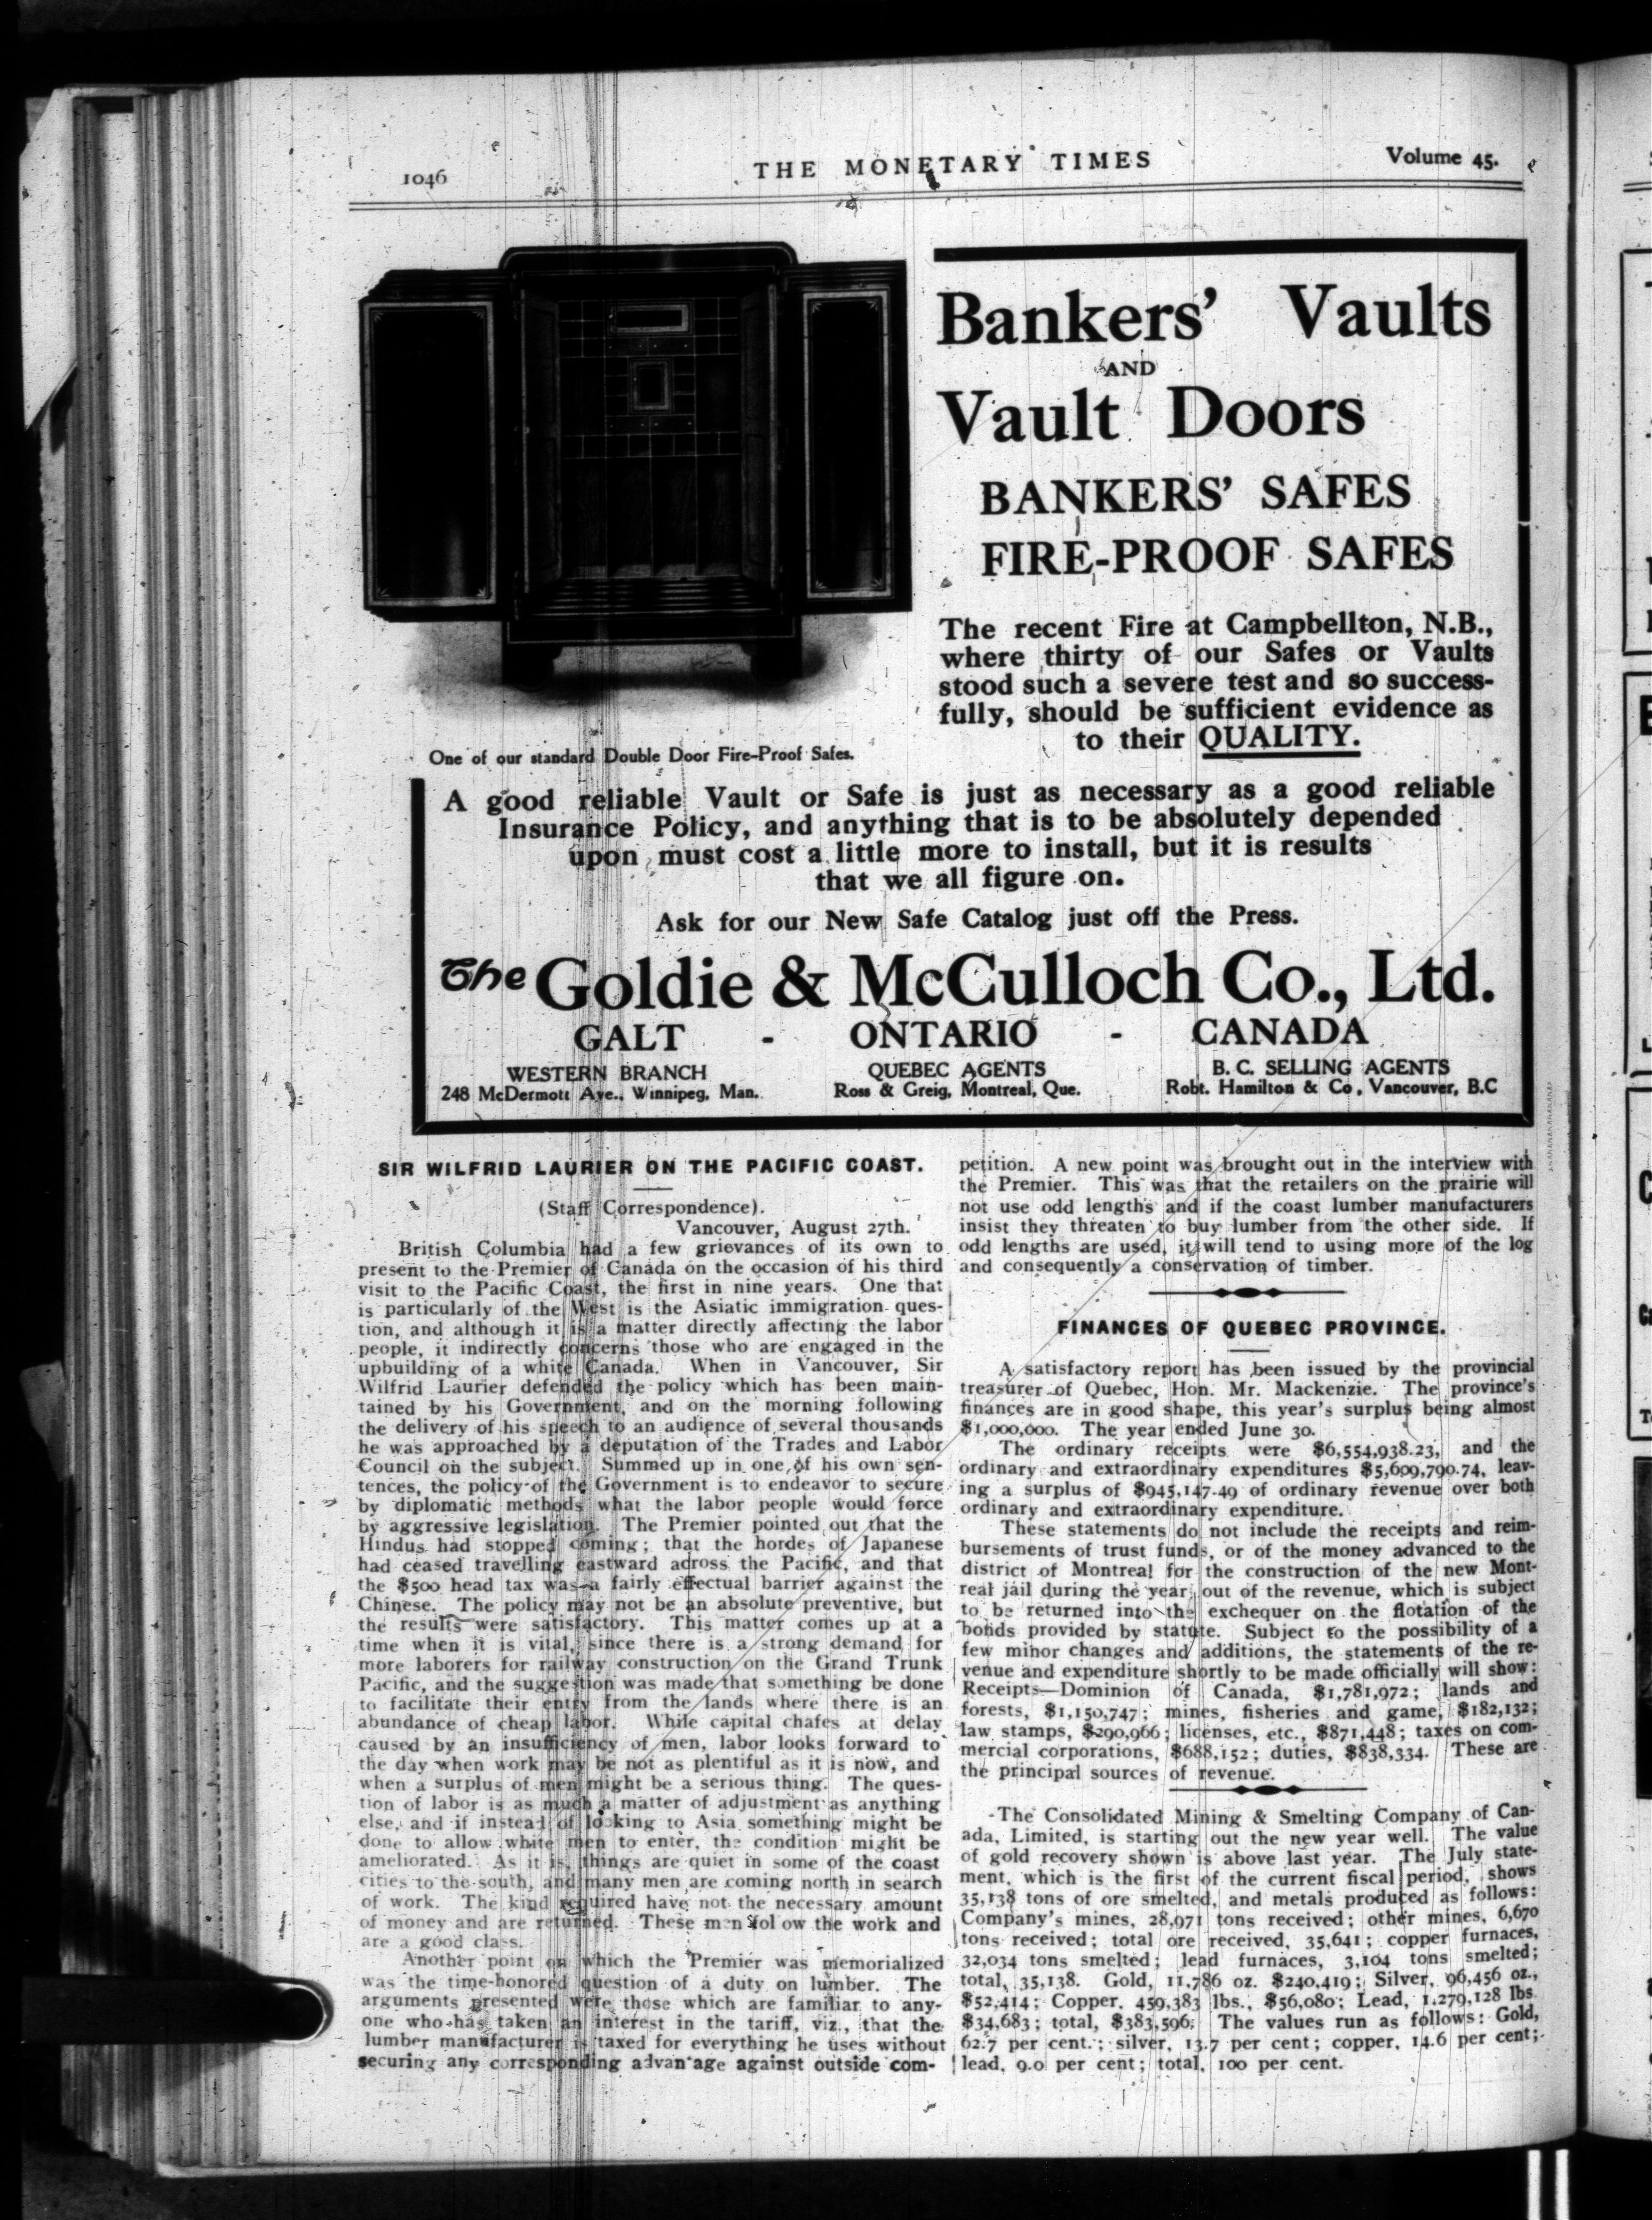 1046
THE MONETARY TIMES
Volume 45.
Bankers' Vaults
AND
Vault Doors
BANKERS' SAFES
FIRE-PROOF SAFES
The recent Fire at Campbellton, N.B.,
where thirty of our Safes or Vaults
stood such a severe test and so success-
fully, should be sufficient evidence as
to their QUALITY.
One of our standard Double Door Fire-Proof Safes.
A good reliable Vault or Safe is just as necessary as a good reliable
Insurance Policy, and anything that is to be absolutely depended
upon must cost a little more to install, but it is results
that we all figure on.
Ask for our New Safe Catalog just off the Press.
The Goldie & McCulloch Co., Ltd.
GALT - ONTARIO - CANADA
WESTERN BRANCH
248 McDermott Ave., Winnipeg, Man.
QUEBEC AGENTS
Ross & Greig, Montreal, Que.
B. C. SELLING AGENTS
Robt. Hamilton & Co., Vancouver, B.C
SIR WILFRID LAURIER ON THE PACIFIC COAST.
(Staff Correspondence).
Vancouver, August 27th.
British Columbia had a few grievances of its own to
present to the Premier of Canada on the occasion of his third
visit to the Pacific Coast, the first in nine years. One that
is particularly of the West is the Asiatic immigration ques-
tion, and although it is a matter directly affecting the labor
people, it indirectly concerns those who are engaged in the
upbuilding of a white Canada. When in Vancouver, Sir
Wilfrid Laurier defended the policy which has been main-
tained by his Government, and on the morning following
the delivery of his speech to an audience of several thousands
he was approached by a deputation of the Trades and Labor
Council on the subject. Summed up in one of his own sen-
tences, the policy of the Government is to endeavor to secure
by diplomatic methods what the labor people would force
by aggressive legislation. The Premier pointed out that the
Hindus had stopped coming; that the hordes of Japanese
had ceased travelling eastward across the Pacific, and that
the $500 head tax was a fairly effectual barrier against the
Chinese. The policy may not be an absolute preventive, but
the results were satisfactory. This matter comes up at a
time when it is vital, since there is a strong demand for
more laborers for railway construction on the Grand Trunk
Pacific, and the suggestion was made that something be done
to facilitate their entry from the lands where there is an
abundance of cheap labor. While capital chafes at delay
caused by an insufficiency of men, labor looks forward to
the day when work may be not as plentiful as it is now, and
when a surplus of men might be a serious thing. The ques-
tion of labor is as much a matter of adjustment as anything
else, and if instead of looking to Asia something might be
done to allow white men to enter, the condition might be
ameliorated. As it is, things are quiet in some of the coast
cities to the south, and many men are coming north in search
of work. The kind required have not the necessary amount
of money and are returned. These men follow the work and
are a good class.
Another point on which the Premier was memorialized
was the time-honored question of a duty on lumber. The
arguments presented were those which are familiar to any-
one who has taken an interest in the tariff, viz., that the
lumber manufacturer is taxed for everything he uses without
securing any corresponding advantage against outside com-
petition. A new point was brought out in the interview with
the Premier. This was that the retailers on the prairie will
not use odd lengths and if the coast lumber manufacturers
insist they threaten to buy lumber from the other side. If
odd lengths are used, it will tend to using more of the log
and consequently a conservation of timber.
FINANCES OF QUEBEC PROVINCE.
A satisfactory report has been issued by the provincial
treasurer of Quebec, Hon. Mr. Mackenzie. The province's
finances are in good shape, this year's surplus being almost
$1,000,000. The year ended June 30.
The ordinary receipts were $6,554,938.23, and the
ordinary and extraordinary expenditures $5,609,790.74, leav-
ing a surplus of $945,147.49 of ordinary revenue over both
ordinary and extraordinary expenditure.
These statements do not include the receipts and reim-
bursements of trust funds, or of the money advanced to the
district of Montreal for the construction of the new Mont-
real jail during the year out of the revenue, which is subject
to be returned into the exchequer on the flotation of the
bonds provided by statute. Subject to the possibility of a
few minor changes and additions, the statements of the re-
venue and expenditure shortly to be made officially will show:
Receipts—Dominion of Canada, $1,781,972; lands and
forests, $1,150,747; mines, fisheries and game, $182,132;
law stamps, $290,966; licenses, etc., $871,448; taxes on com-
mercial corporations, $688,152; duties, $838,334. These are
the principal sources of revenue.
The Consolidated Mining & Smelting Company of Can-
ada, Limited, is starting out the new year well. The value
of gold recovery shown is above last year. The July state-
ment, which is the first of the current fiscal period, shows
35,138 tons of ore smelted, and metals produced as follows:
Company's mines, 28,971 tons received; other mines, 6,670
tons received; total ore received, 35,641; copper furnaces,
32,034 tons smelted; lead furnaces, 3,104 tons smelted;
total, 35,138. Gold, 11,786 oz. $240,419; Silver, 96,456 oz.,
$52,414; Copper, 459,383 lbs., $56,080; Lead, 1,279,128 lbs.
$34,683; total, $383,596. The values run as follows: Gold,
62.7 per cent.; silver, 13.7 per cent; copper, 14.6 per cent;
lead, 9.0 per cent; total, 100 per cent.